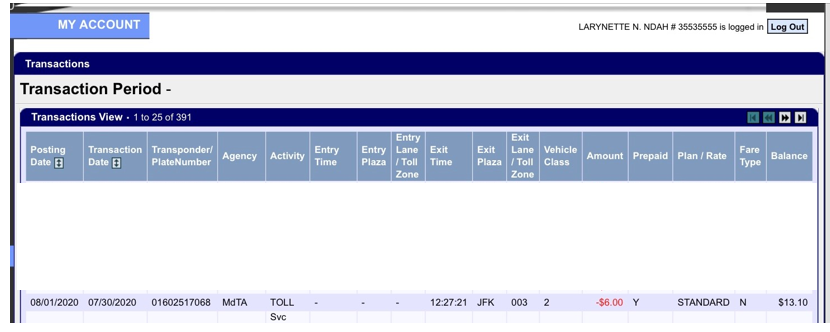 MY ACCOUNT
LARYNETTE N. NDAH # 35535555 is logged in Log Out
Transactions
Transaction Period -
Transactions View - 1 to 25 of 391
Posting Date Transaction Date Transponder/ PlateNumber Agency Activity Entry Time Entry Plaza Entry Lane / Toll Zone Exit Time Exit Plaza Exit Lane / Toll Zone Vehicle Class Amount Prepaid Plan / Rate Fare Type Balance
08/01/2020 07/30/2020 01602517068 MdTA TOLL - - - 12:27:21 JFK 003 2 -$6.00 Y STANDARD N $13.10
Svc